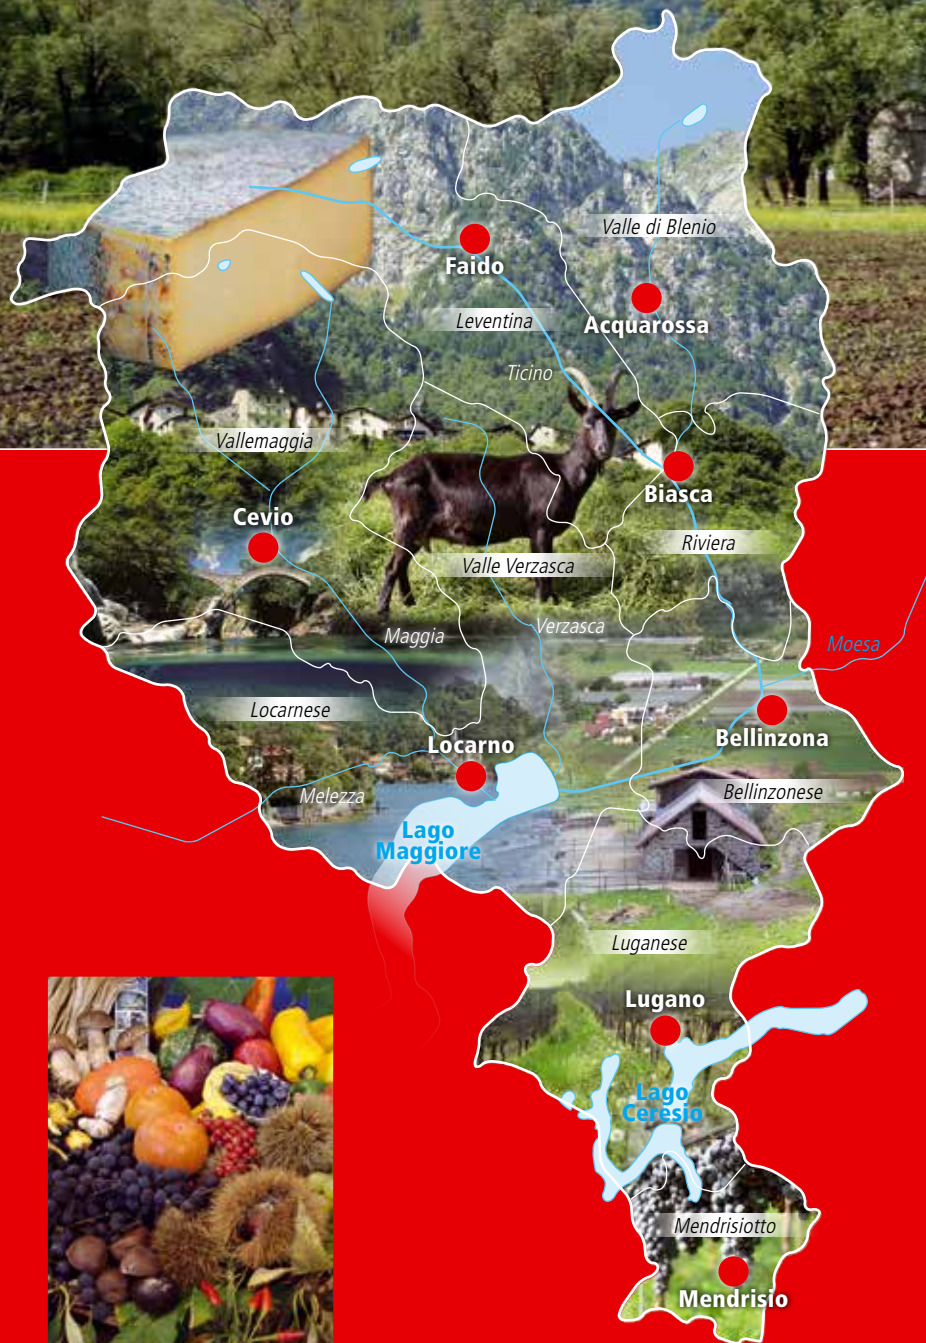 Valle di Blenio
Faido
Leventina
Acquarossa
Ticino
Vallemaggia
Biasca
Cevio
Riviera
Valle Verzasca
Verzasca
Maggia
Moesa
Locarnese
Bellinzona
Locarno
Melezza
Bellinzonese
Lago
Maggiore
Luganese
Lugano
Lago
Ceresio
Mendrisiotto
Mendrisio